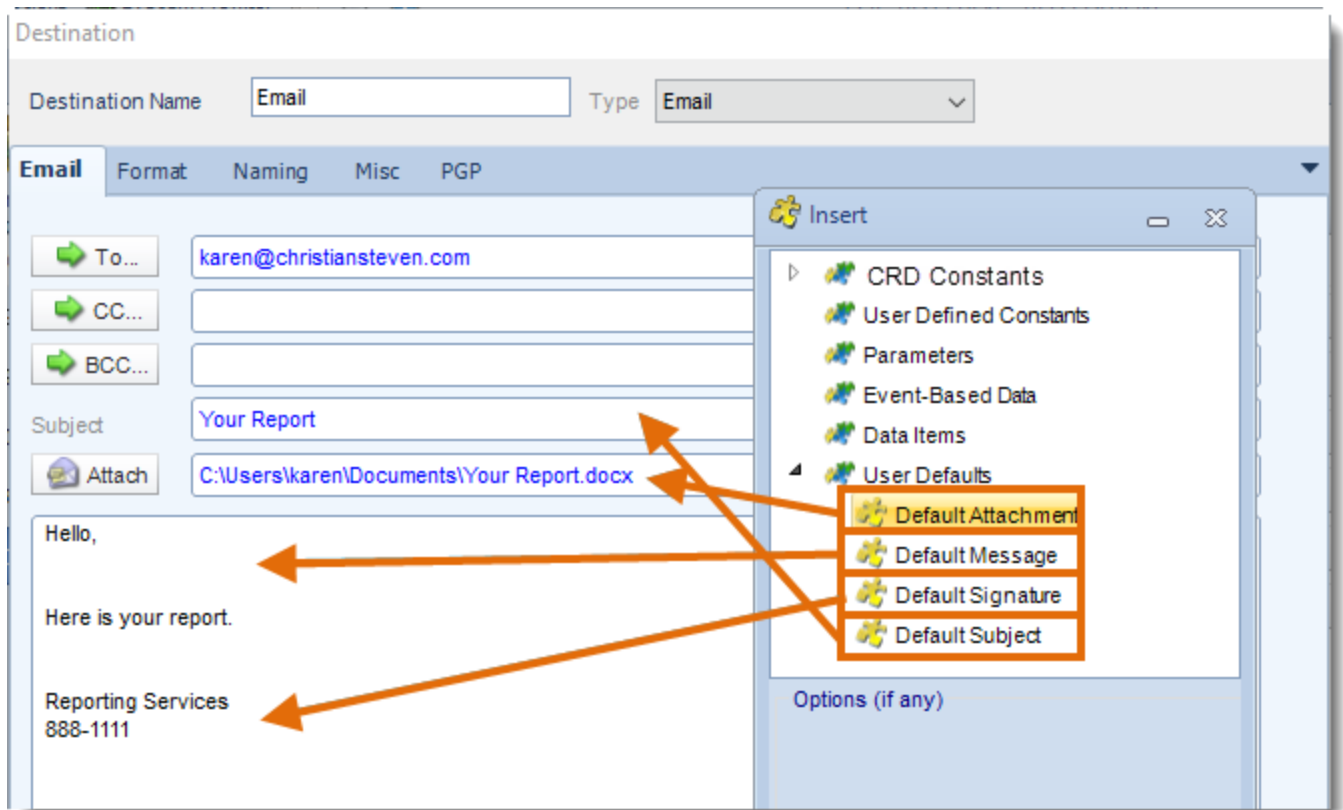 Destination
Destination Name Email Type Email
Email Format Naming Misc PGP
Insert
To... karen@christiansteven.com
CC...
BCC...
Subject Your Report
Attach C:\Users\karen\Documents\Your Report.docx
Hello,
Here is your report.
Reporting Services
888-1111
CRD Constants
User Defined Constants
Parameters
Event-Based Data
Data Items
User Defaults
Default Attachment
Default Message
Default Signature
Default Subject
Options (if any)